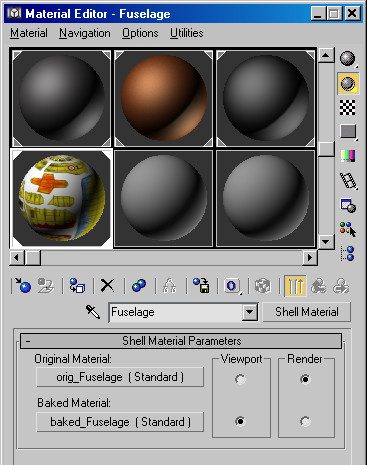 Material Editor - Fuselage
Material Navigation Options Utilities
Fuselage Shell Material
- Shell Material Parameters
Original Material: Viewport Render
orig_Fuselage ( Standard )
Baked Material:
baked_Fuselage ( Standard )